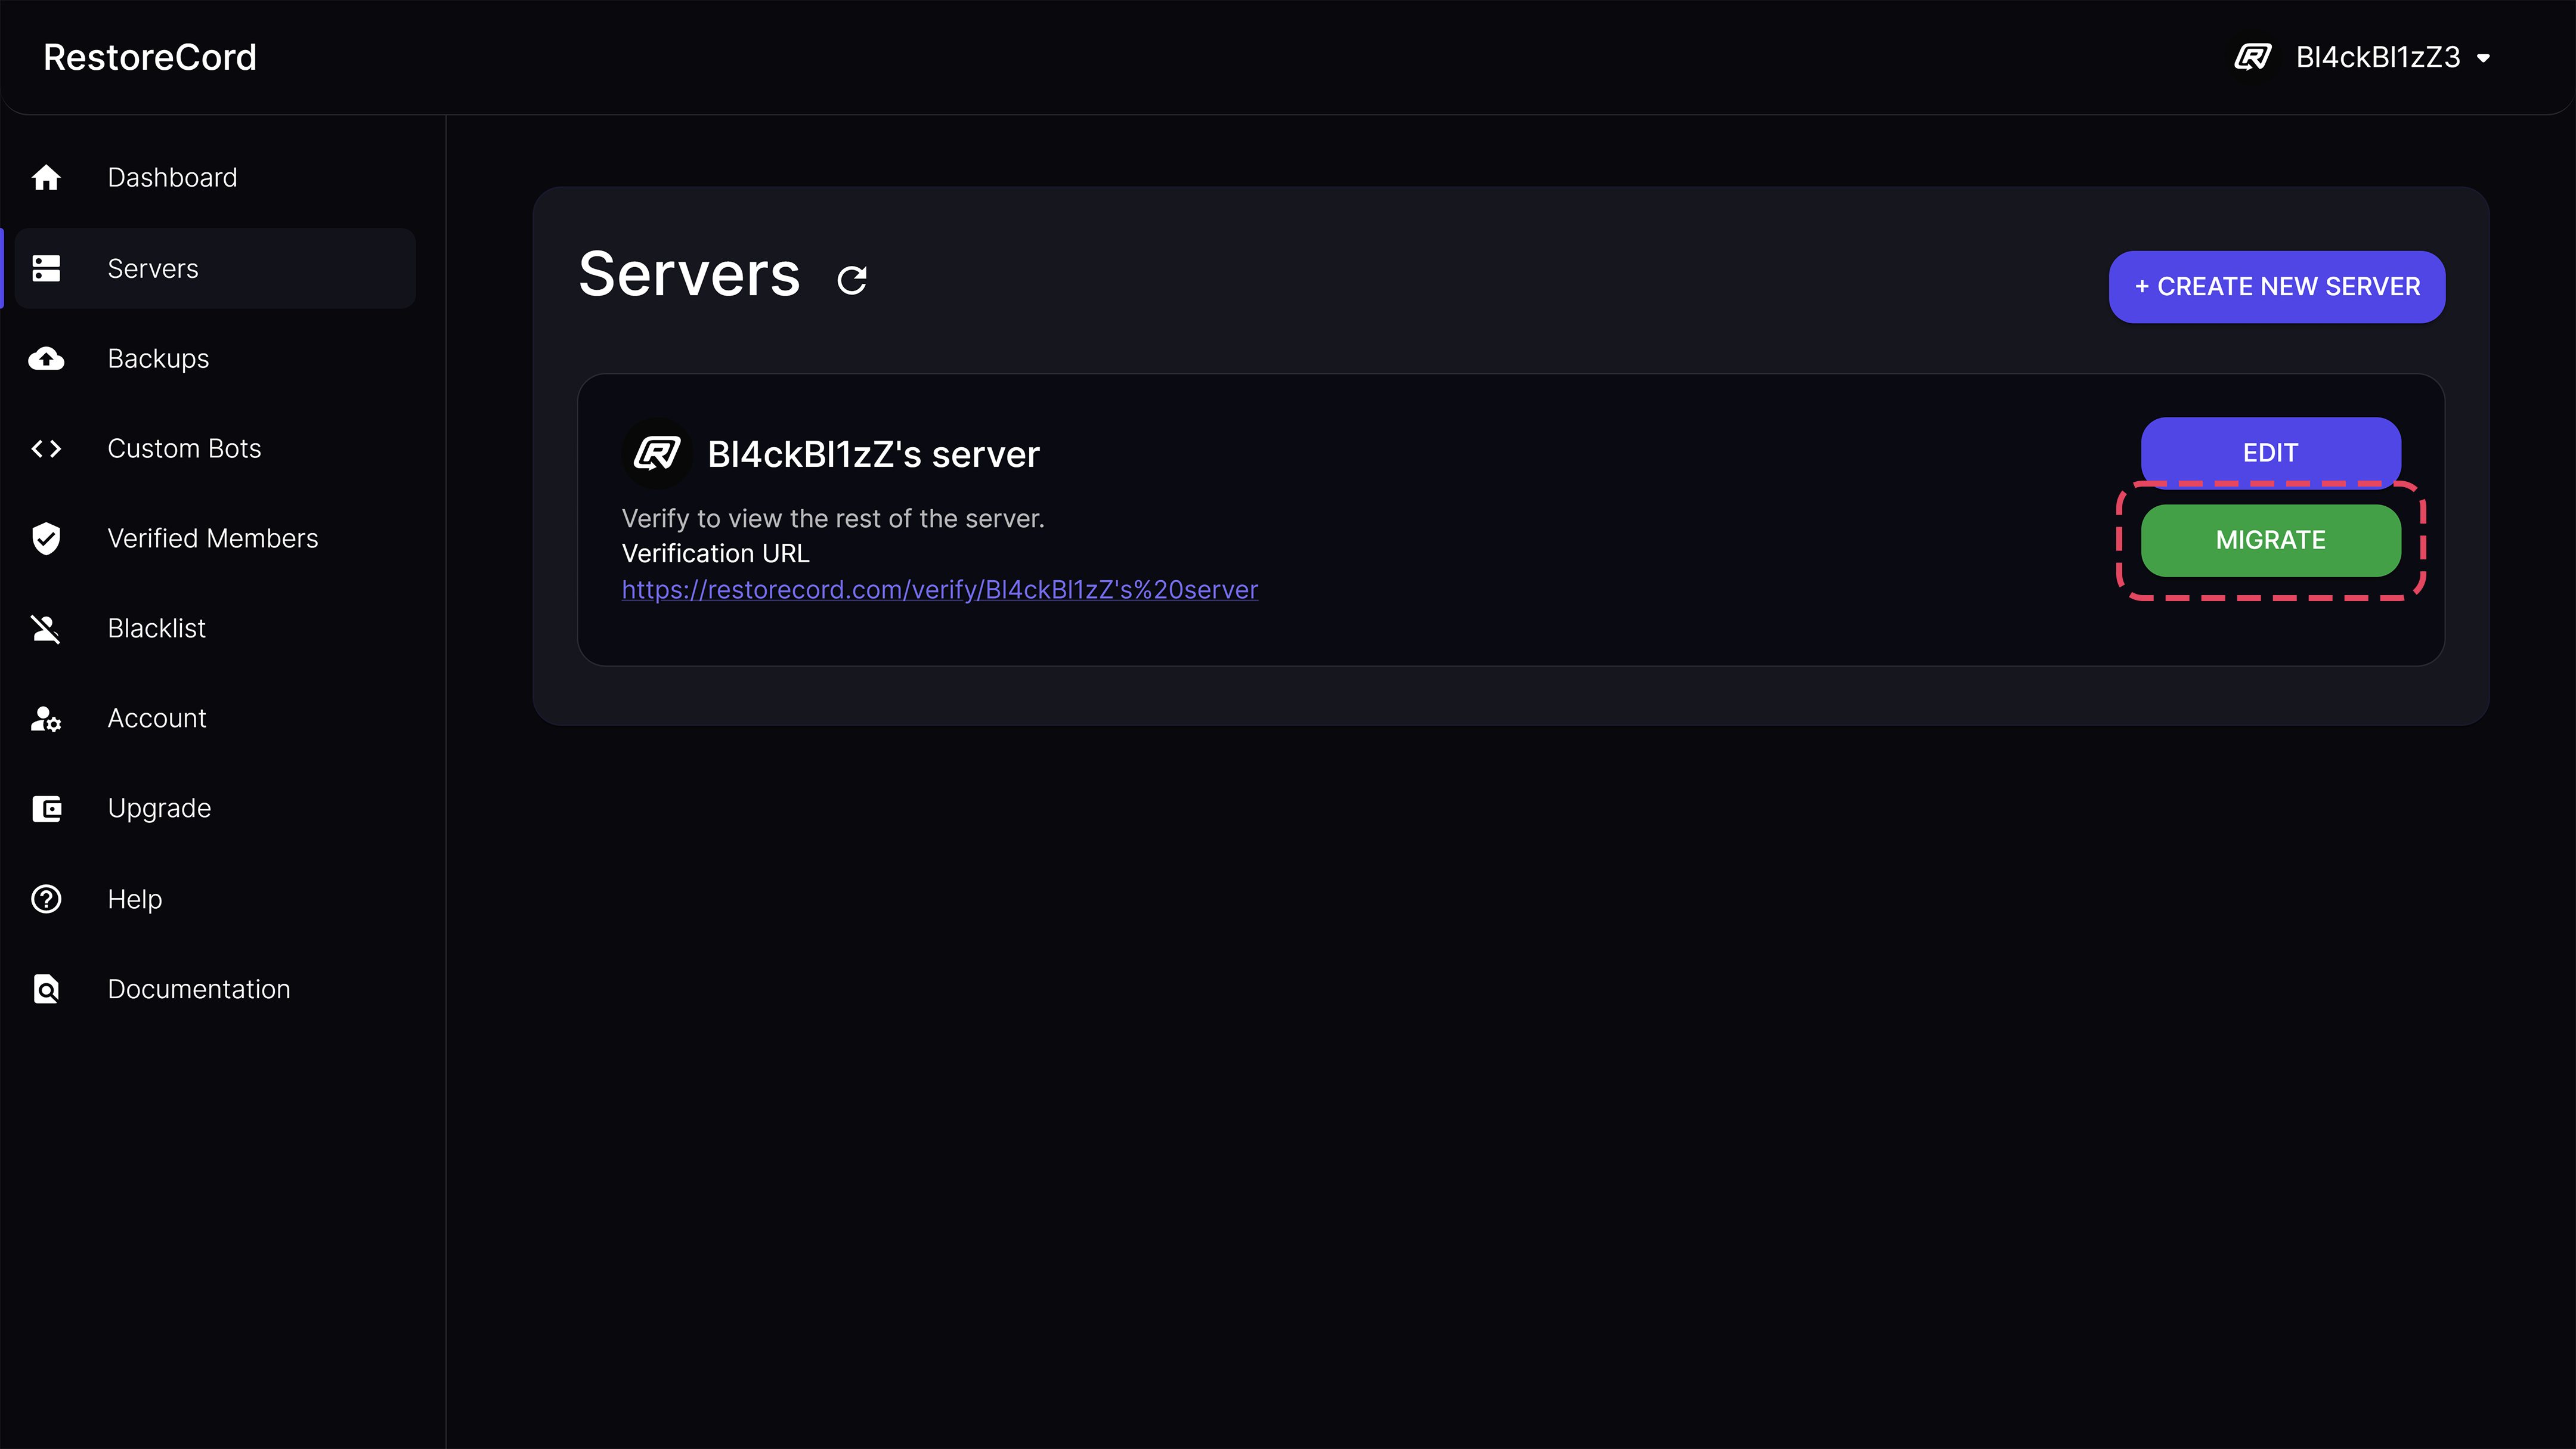 RestoreCord
Bl4ckBl1zZ3
Dashboard
Servers
Backups
Custom Bots
Verified Members
Blacklist
Account
Upgrade
Help
Documentation
Servers
+ CREATE NEW SERVER
Bl4ckBl1zZ's server
EDIT
Verify to view the rest of the server.
MIGRATE
Verification URL
https://restorecord.com/verify/Bl4ckBl1zZ's%20server